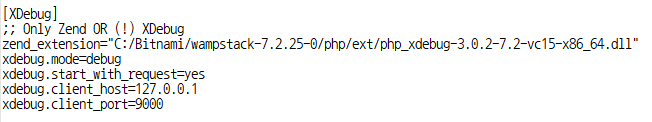 [XDebug]
;; Only Zend OR (!) XDebug
zend_extension="C:/Bitnami/wampstack-7.2.25-0/php/ext/php_xdebug-3.0.2-7.2-vc15-x86_64.dll"
xdebug.mode=debug
xdebug.start_with_request=yes
xdebug.client_host=127.0.0.1
xdebug.client_port=9000